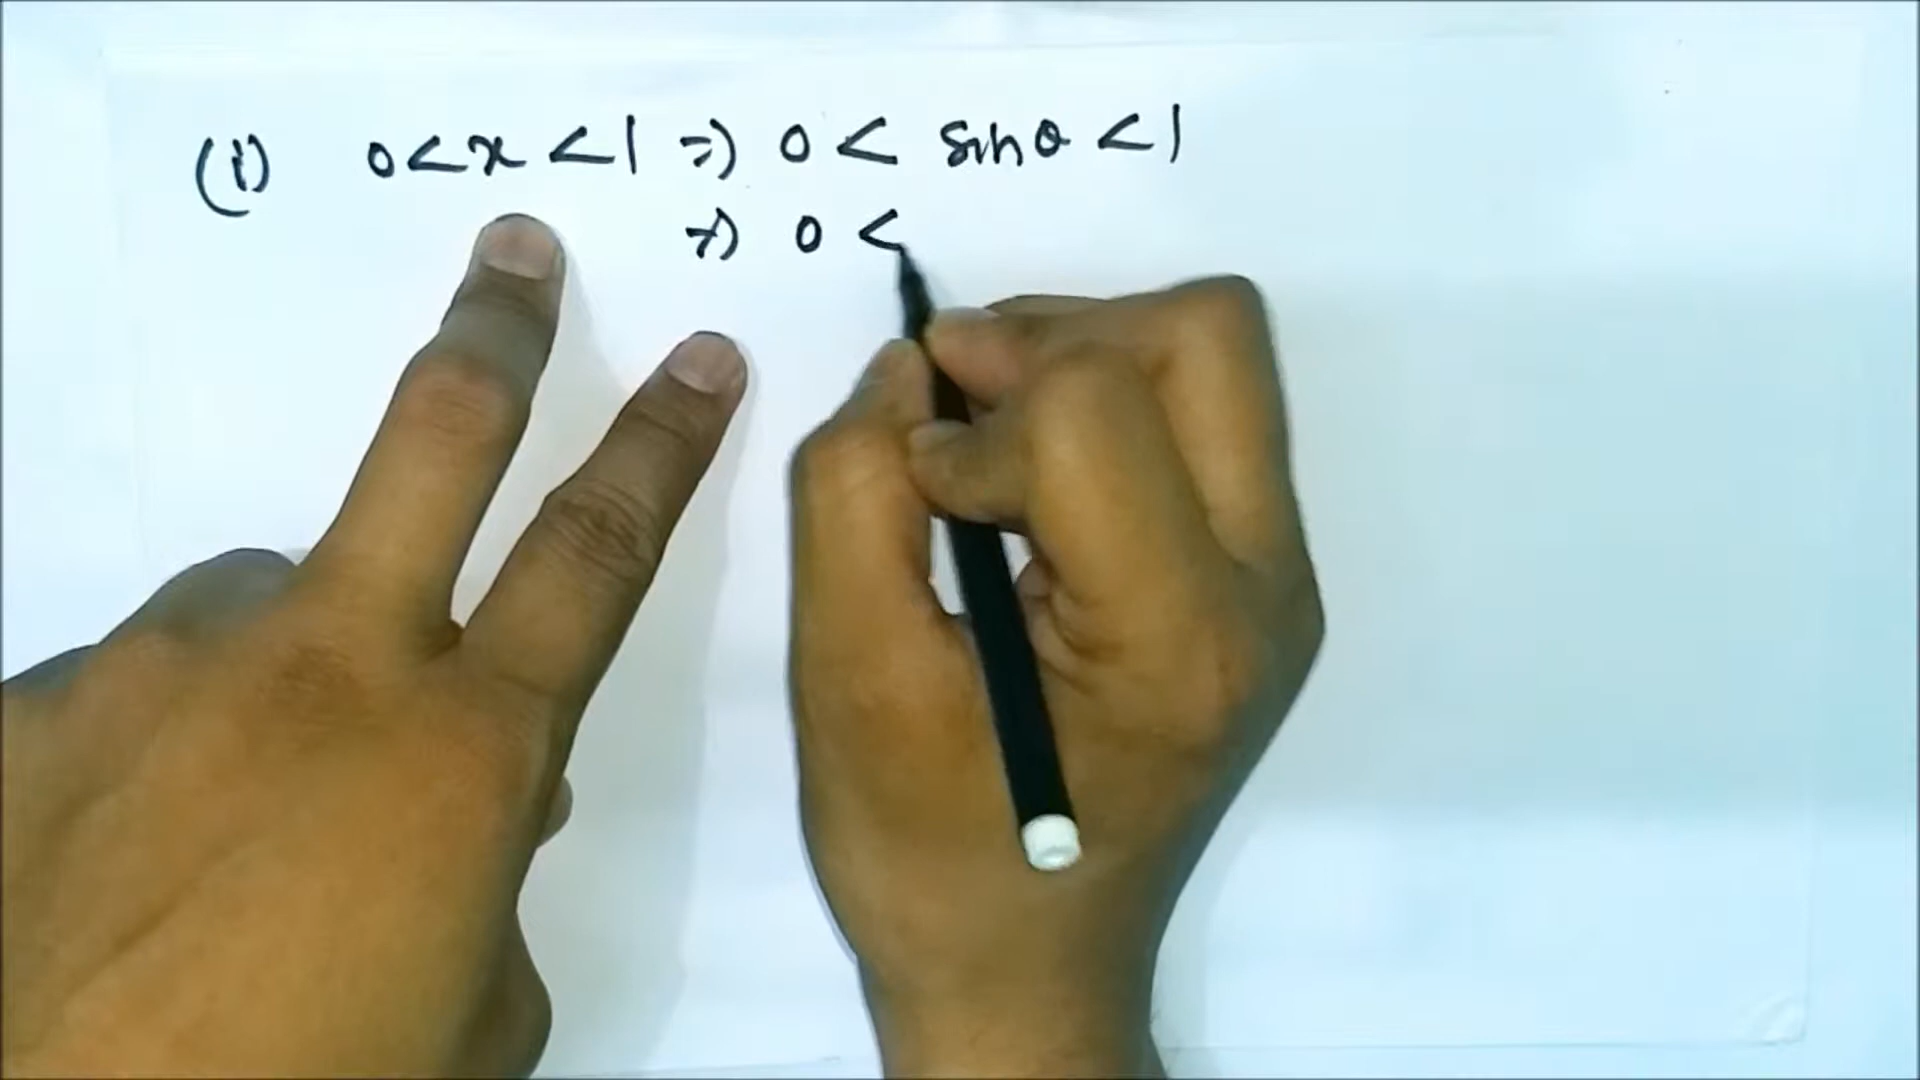 (i) 0 < x < 1 ⇒ 0 < sinθ < 1
⇒ 0 <